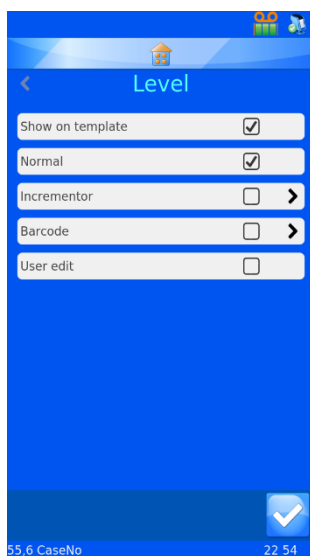 Level
Show on template
Normal
Incrementor
Barcode
User edit
55,6 CaseNo 22 54